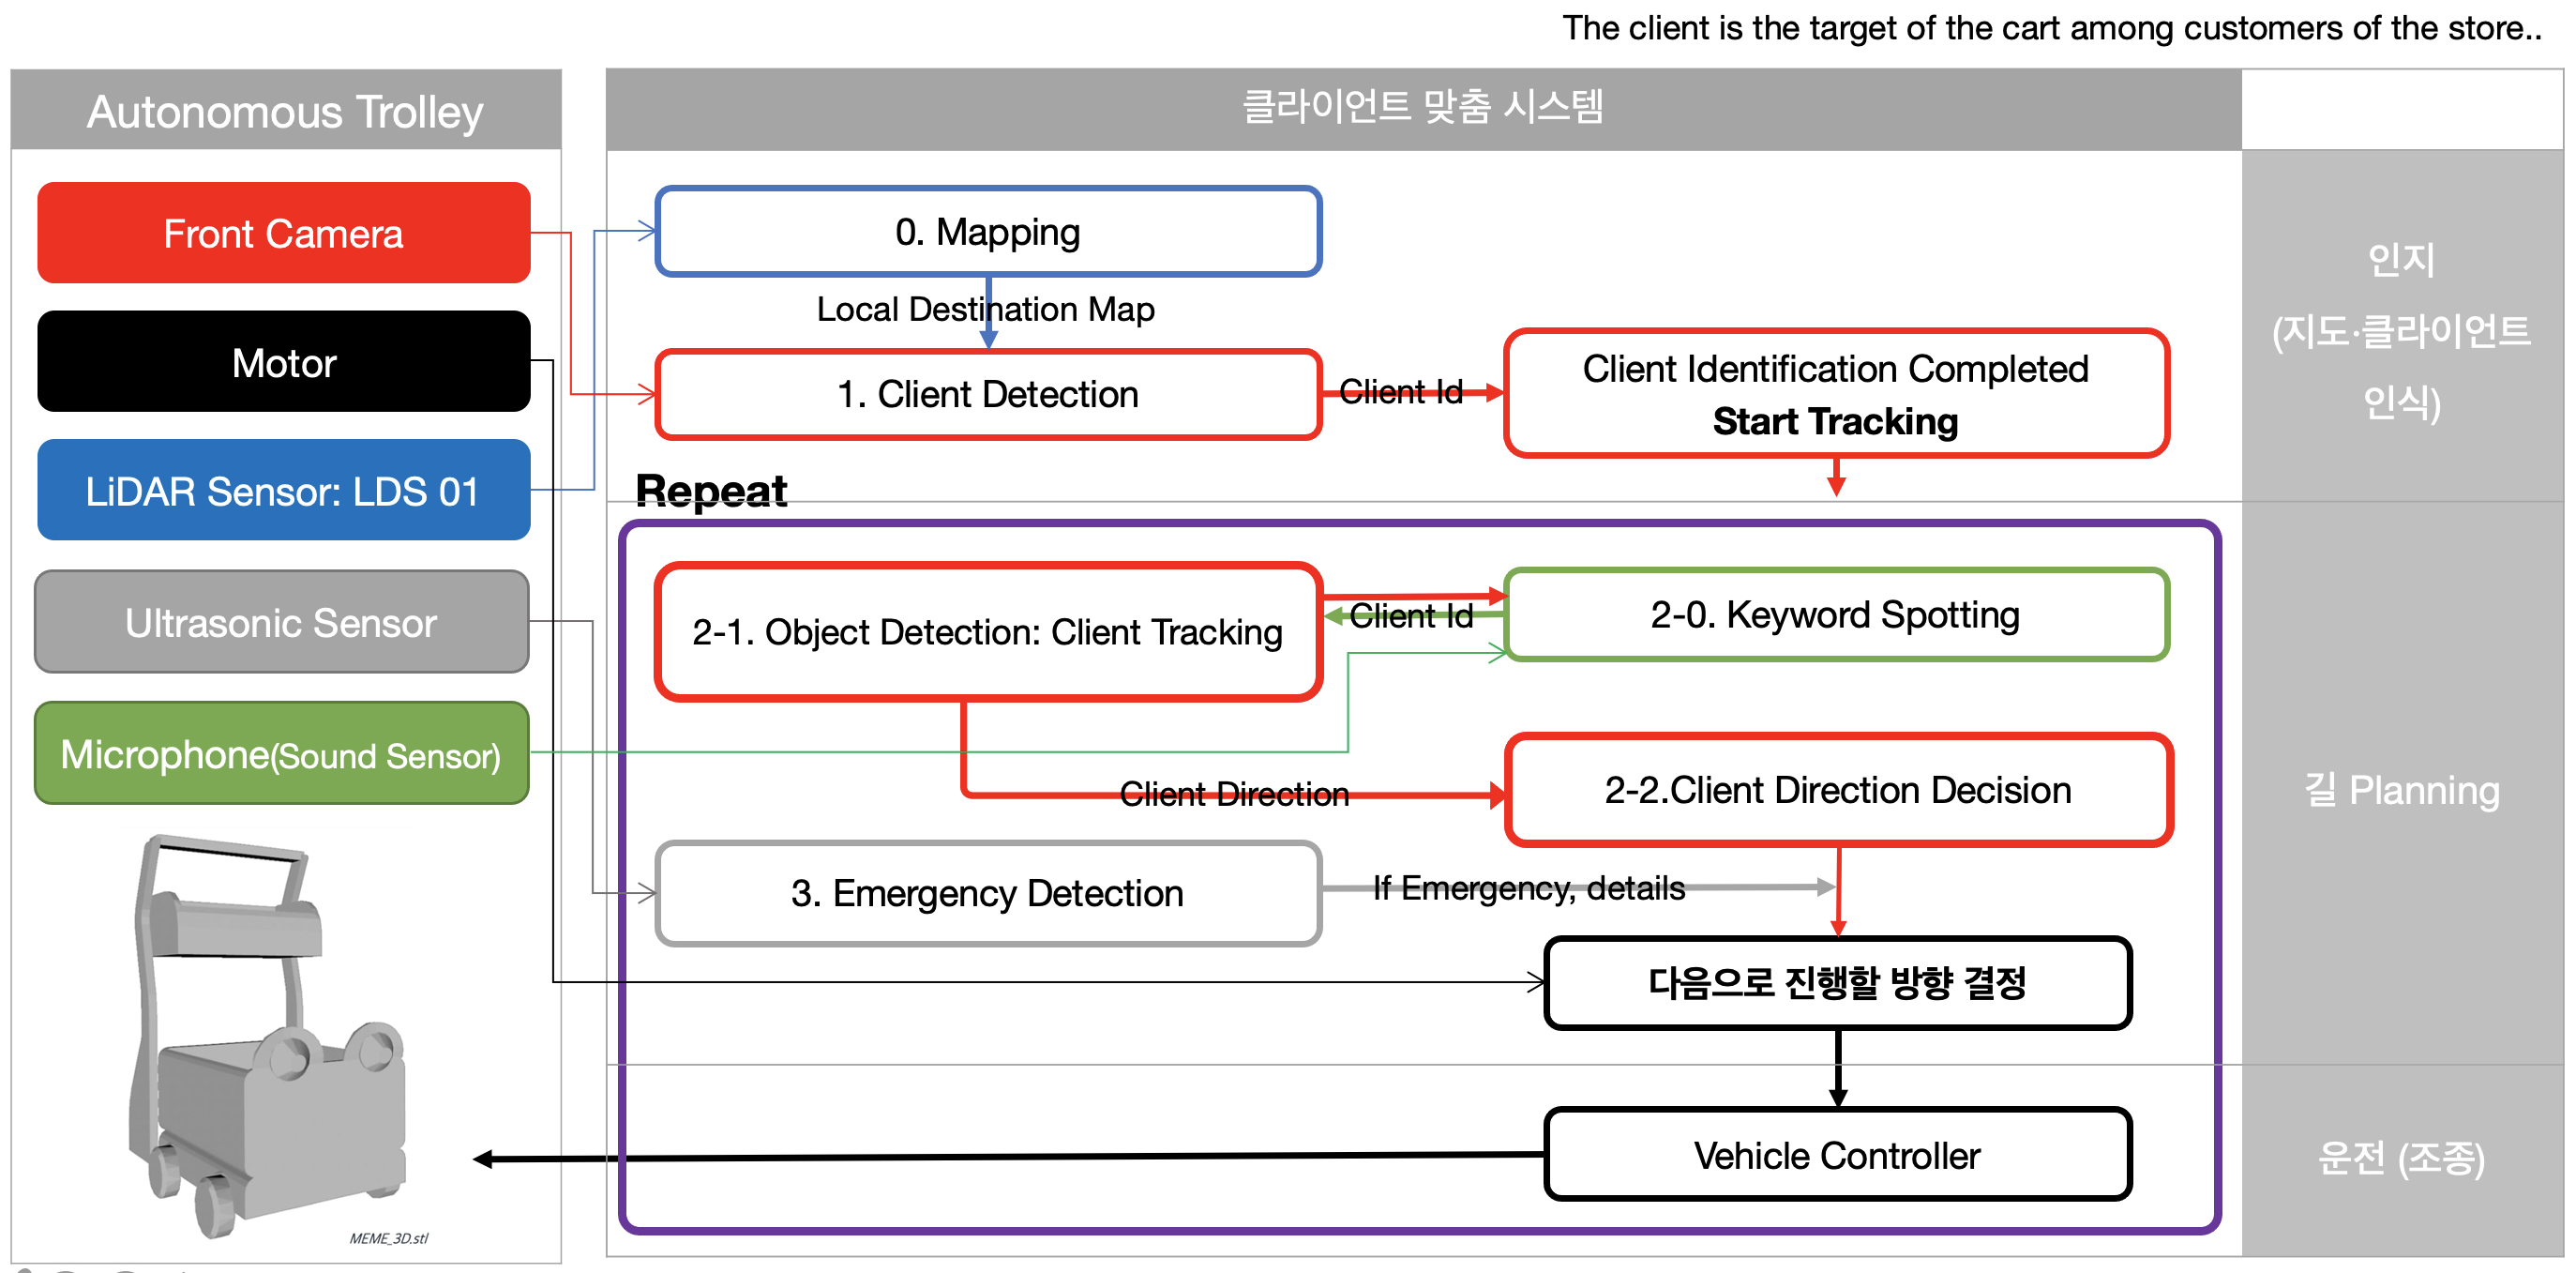 The client is the target of the cart among customers of the store..
Autonomous Trolley
Front Camera
Motor
LiDAR Sensor: LDS 01
Ultrasonic Sensor
Microphone(Sound Sensor)
MEME_3D.stl
클라이언트 맞춤 시스템
0. Mapping
Local Destination Map
1. Client Detection
Client Id
Client Identification Completed
Start Tracking
Repeat
2-1. Object Detection: Client Tracking
Client Id
2-0. Keyword Spotting
Client Direction
2-2.Client Direction Decision
3. Emergency Detection
If Emergency, details
다음으로 진행할 방향 결정
Vehicle Controller
인지
(지도·클라이언트
인식)
길 Planning
운전 (조종)